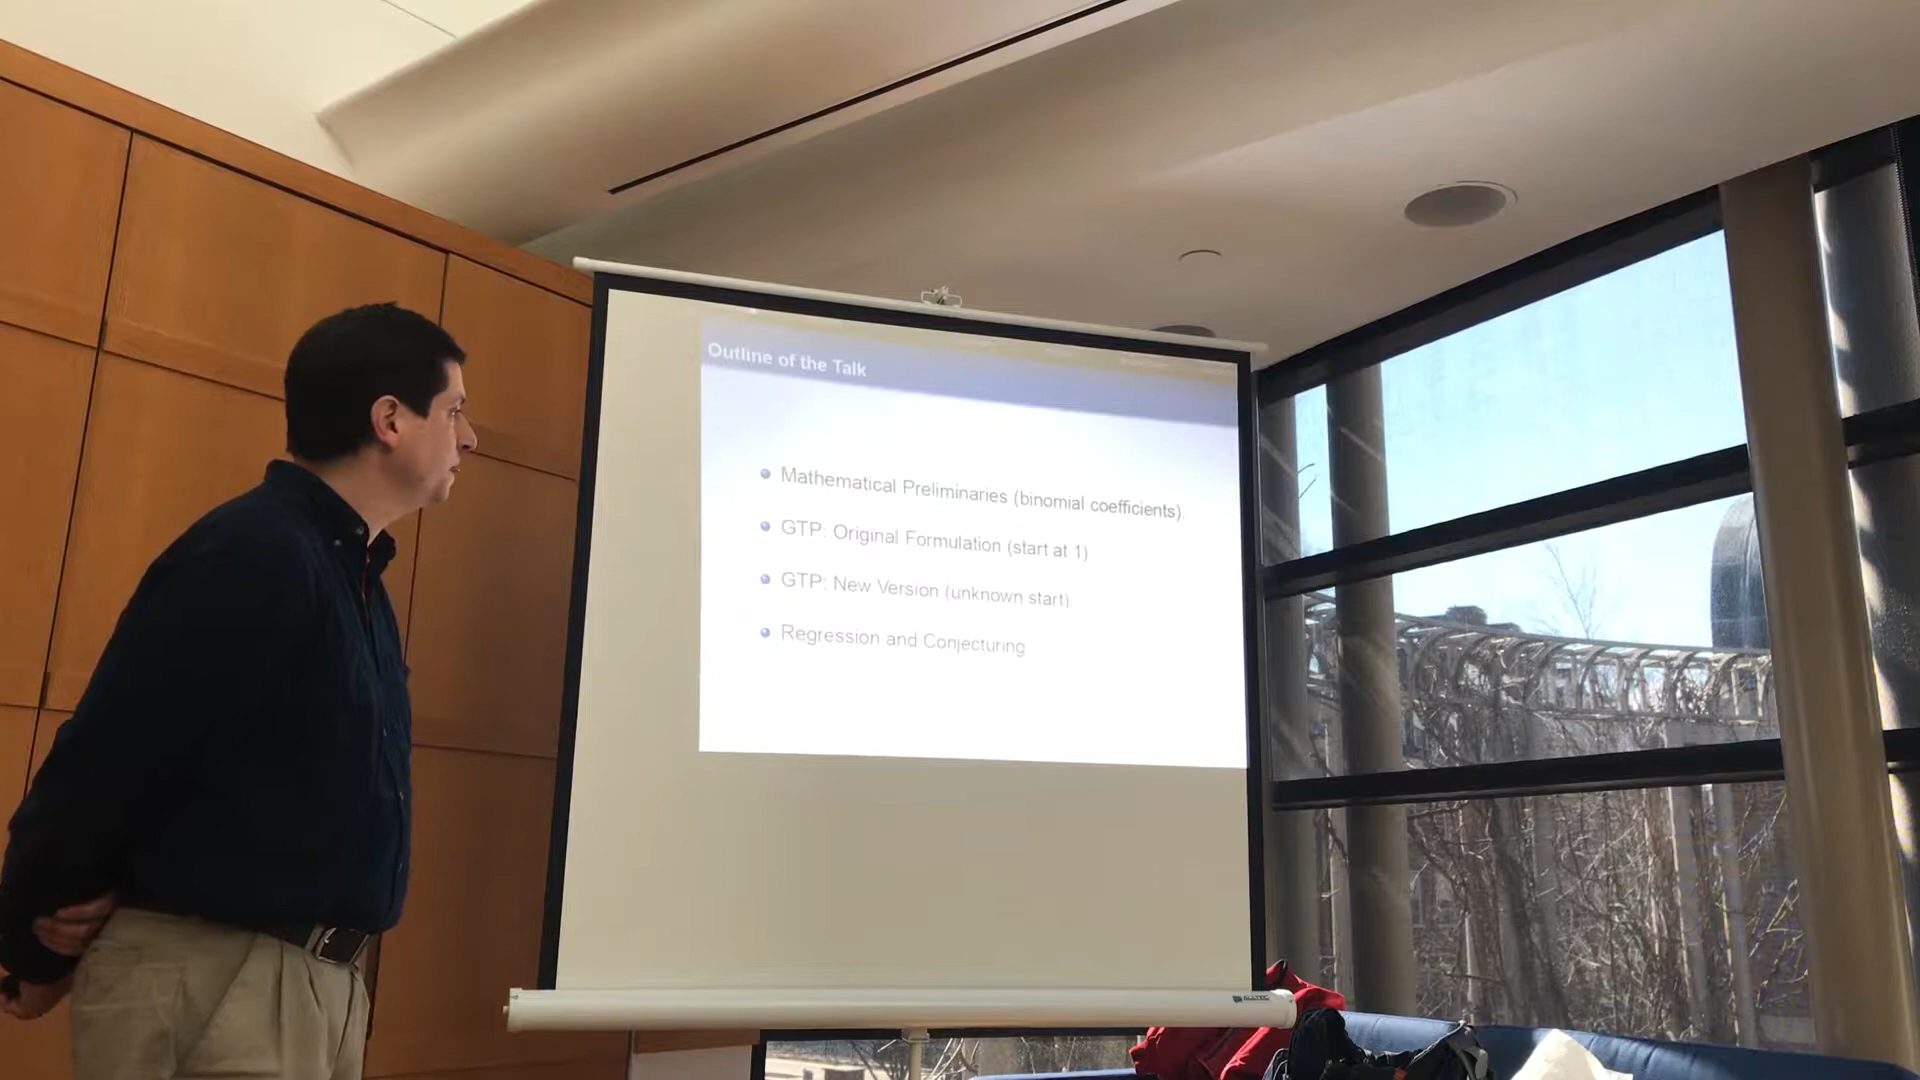 Outline of the Talk
Mathematical Preliminaries (binomial coefficients).
GTP: Original Formulation (start at 1)
GTP: New Version (unknown start).
Regression and Conjecturing